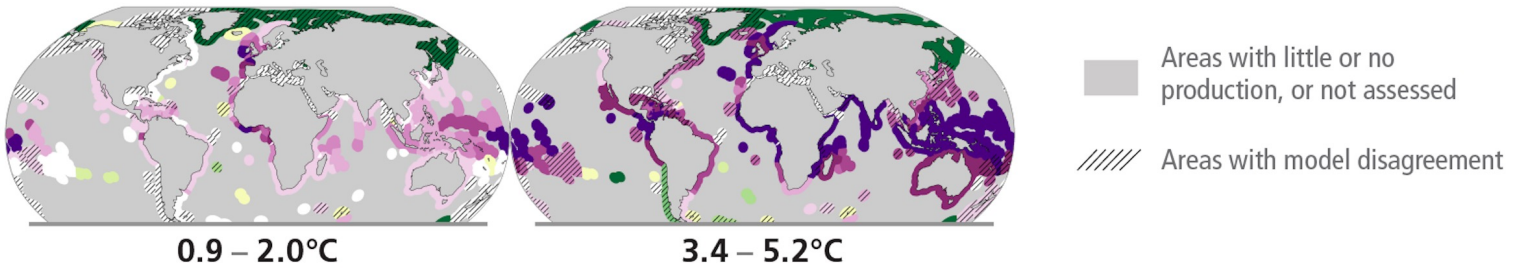 Areas with little or no
production, or not assessed
Areas with model disagreement
0.9 – 2.0°C
3.4 – 5.2°C